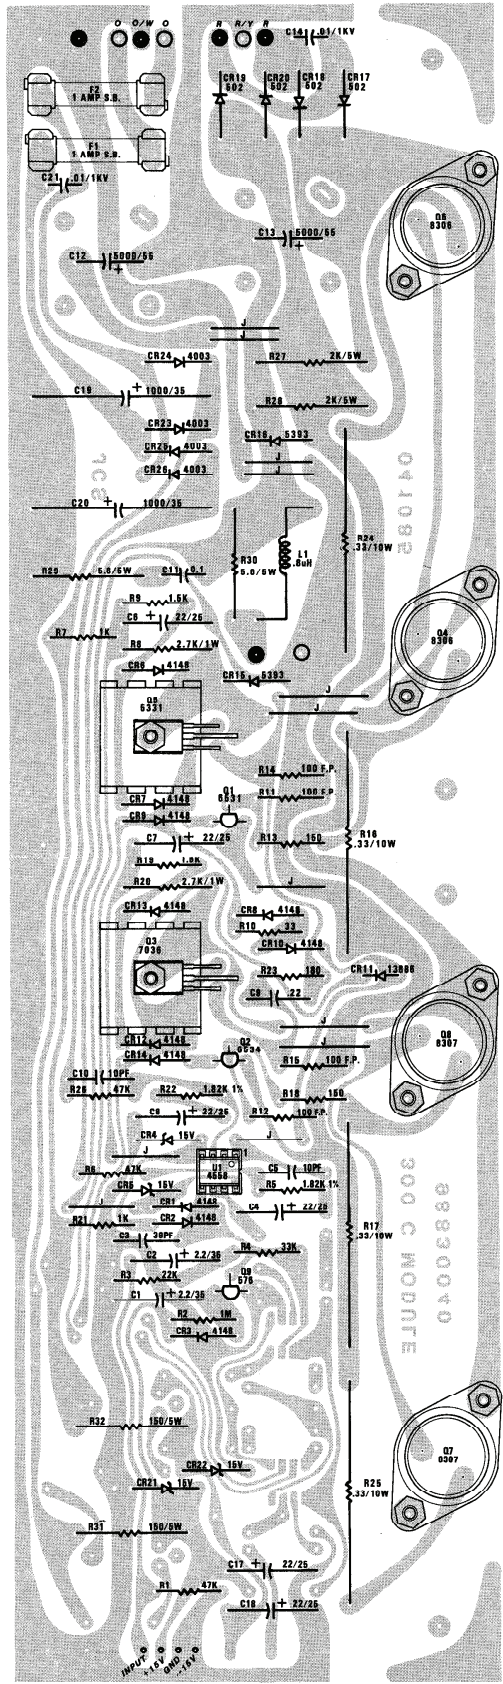 O O/W O R R/Y R
C14 .01/1KV
CR19 502
CR20 502
CR18 502
CR17 502
F2
1 AMP S.B.
F1
1 AMP S.B.
C21 .01/1KV
Q6
8306
C13 5000/55
+
C12 5000/55
+
J
J
CR24 4003
R27 2K/5W
C19 + 1000/35
R28 2K/5W
CR23 4003
CR16 5393
CR25 4003
J
CR26 4003
J
JCS
041085
C20 + 1000/35
R24
.33/10W
R30
5.6/5W
L1
.6uH
R29 5.6/5W
C11 0.1
R9 1.5K
C6 + 22/25
R7 1K
R8 2.7K/1W
Q4
8306
CR6 4148
CR15 5393
J
J
Q5
6331
R14 100 F.P.
CR7 4148
R11 100 F.P.
CR9 4148
Q1
6531
C7 + 22/25
R13 150
R16
.33/10W
R19
R20 2.7K/1W
J
CR13 4148
CR8 4148
R10 33
Q3
7036
CR10 4148
R23 180
CR11
C8 .22
J
Q8
8307
CR12 4148
J
CR14 4148
Q2
6534
R15 100 F.P.
C10 10PF
R26 47K
R22 1.82K 1%
R18 150
C9 + 22/25
R12 100 F.P.
CR4 15V
J
J
U1
4558
1
R6 47K
C5 10PF
CR5 15V
R5 1.82K 1%
J
CR1 4148
C4 + 22/25
R21 1K
CR2 4148
R17
.33/10W
C3 39PF
C2 + 2.2/35
R4 33K
R3 22K
Q9
576
C1 + 2.2/35
R2 1M
CR3 4148
9683004D
300 C MODULE
R32 150/5W
Q7
8307
CR22 15V
CR21 15V
R25
.33/10W
R31 150/5W
C17 + 22/25
R1 47K
C18 + 22/25
INPUT
+15V
GND
-15V